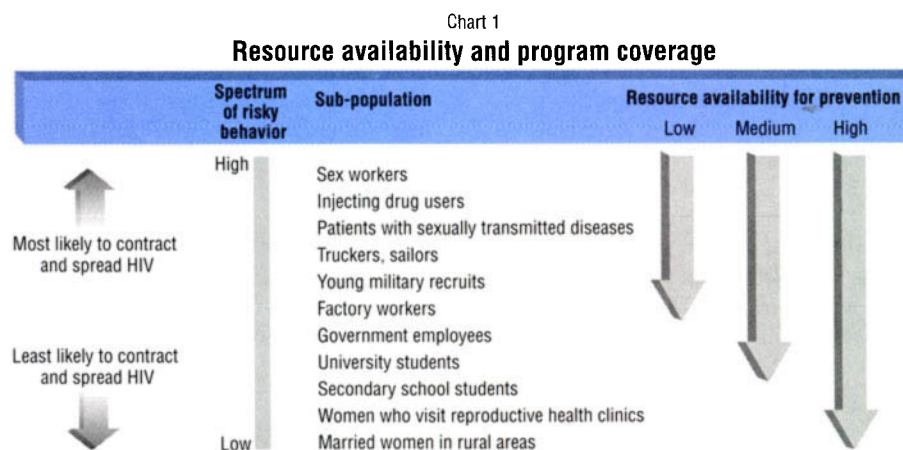 Chart 1
Resource availability and program coverage
Spectrum
of risky
behavior
Sub-population
Resource availability for prevention
Low Medium High
High
Most likely to contract
and spread HIV
Least likely to contract
and spread HIV
Low
Sex workers
Injecting drug users
Patients with sexually transmitted diseases
Truckers, sailors
Young military recruits
Factory workers
Government employees
University students
Secondary school students
Women who visit reproductive health clinics
Married women in rural areas